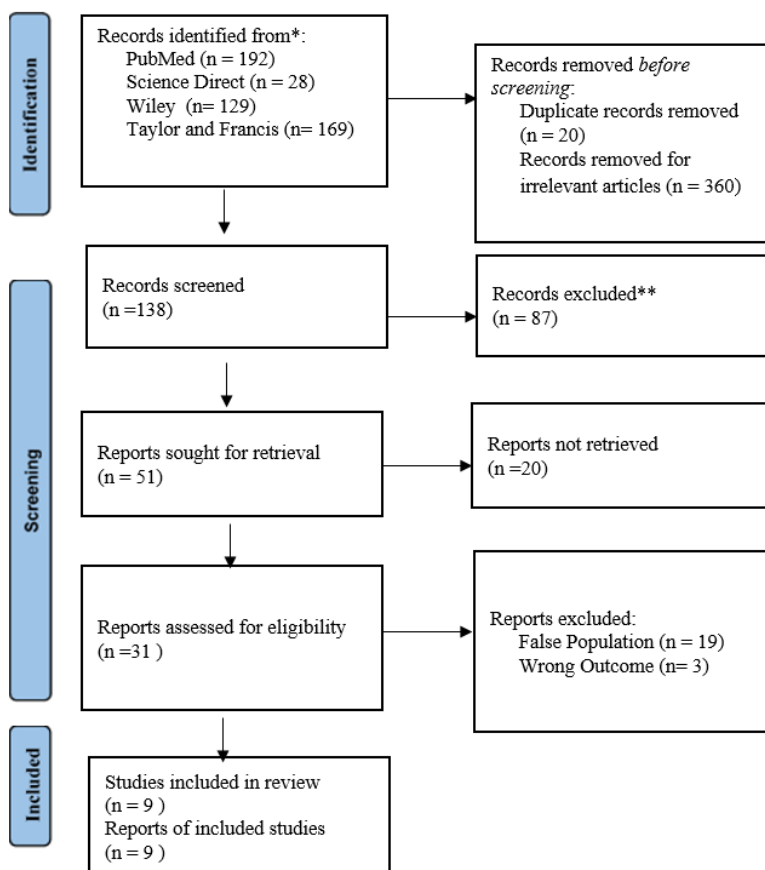 Identification
Records identified from*:
PubMed (n = 192)
Science Direct (n = 28)
Wiley (n= 129)
Taylor and Francis (n= 169)
Records removed before
screening:
Duplicate records removed
(n = 20)
Records removed for
irrelevant articles (n = 360)
Screening
Records screened
(n =138)
Records excluded**
(n = 87)
Reports sought for retrieval
(n = 51)
Reports not retrieved
(n =20)
Reports assessed for eligibility
(n =31 )
Reports excluded:
False Population (n = 19)
Wrong Outcome (n= 3)
Included
Studies included in review
(n = 9 )
Reports of included studies
(n = 9 )